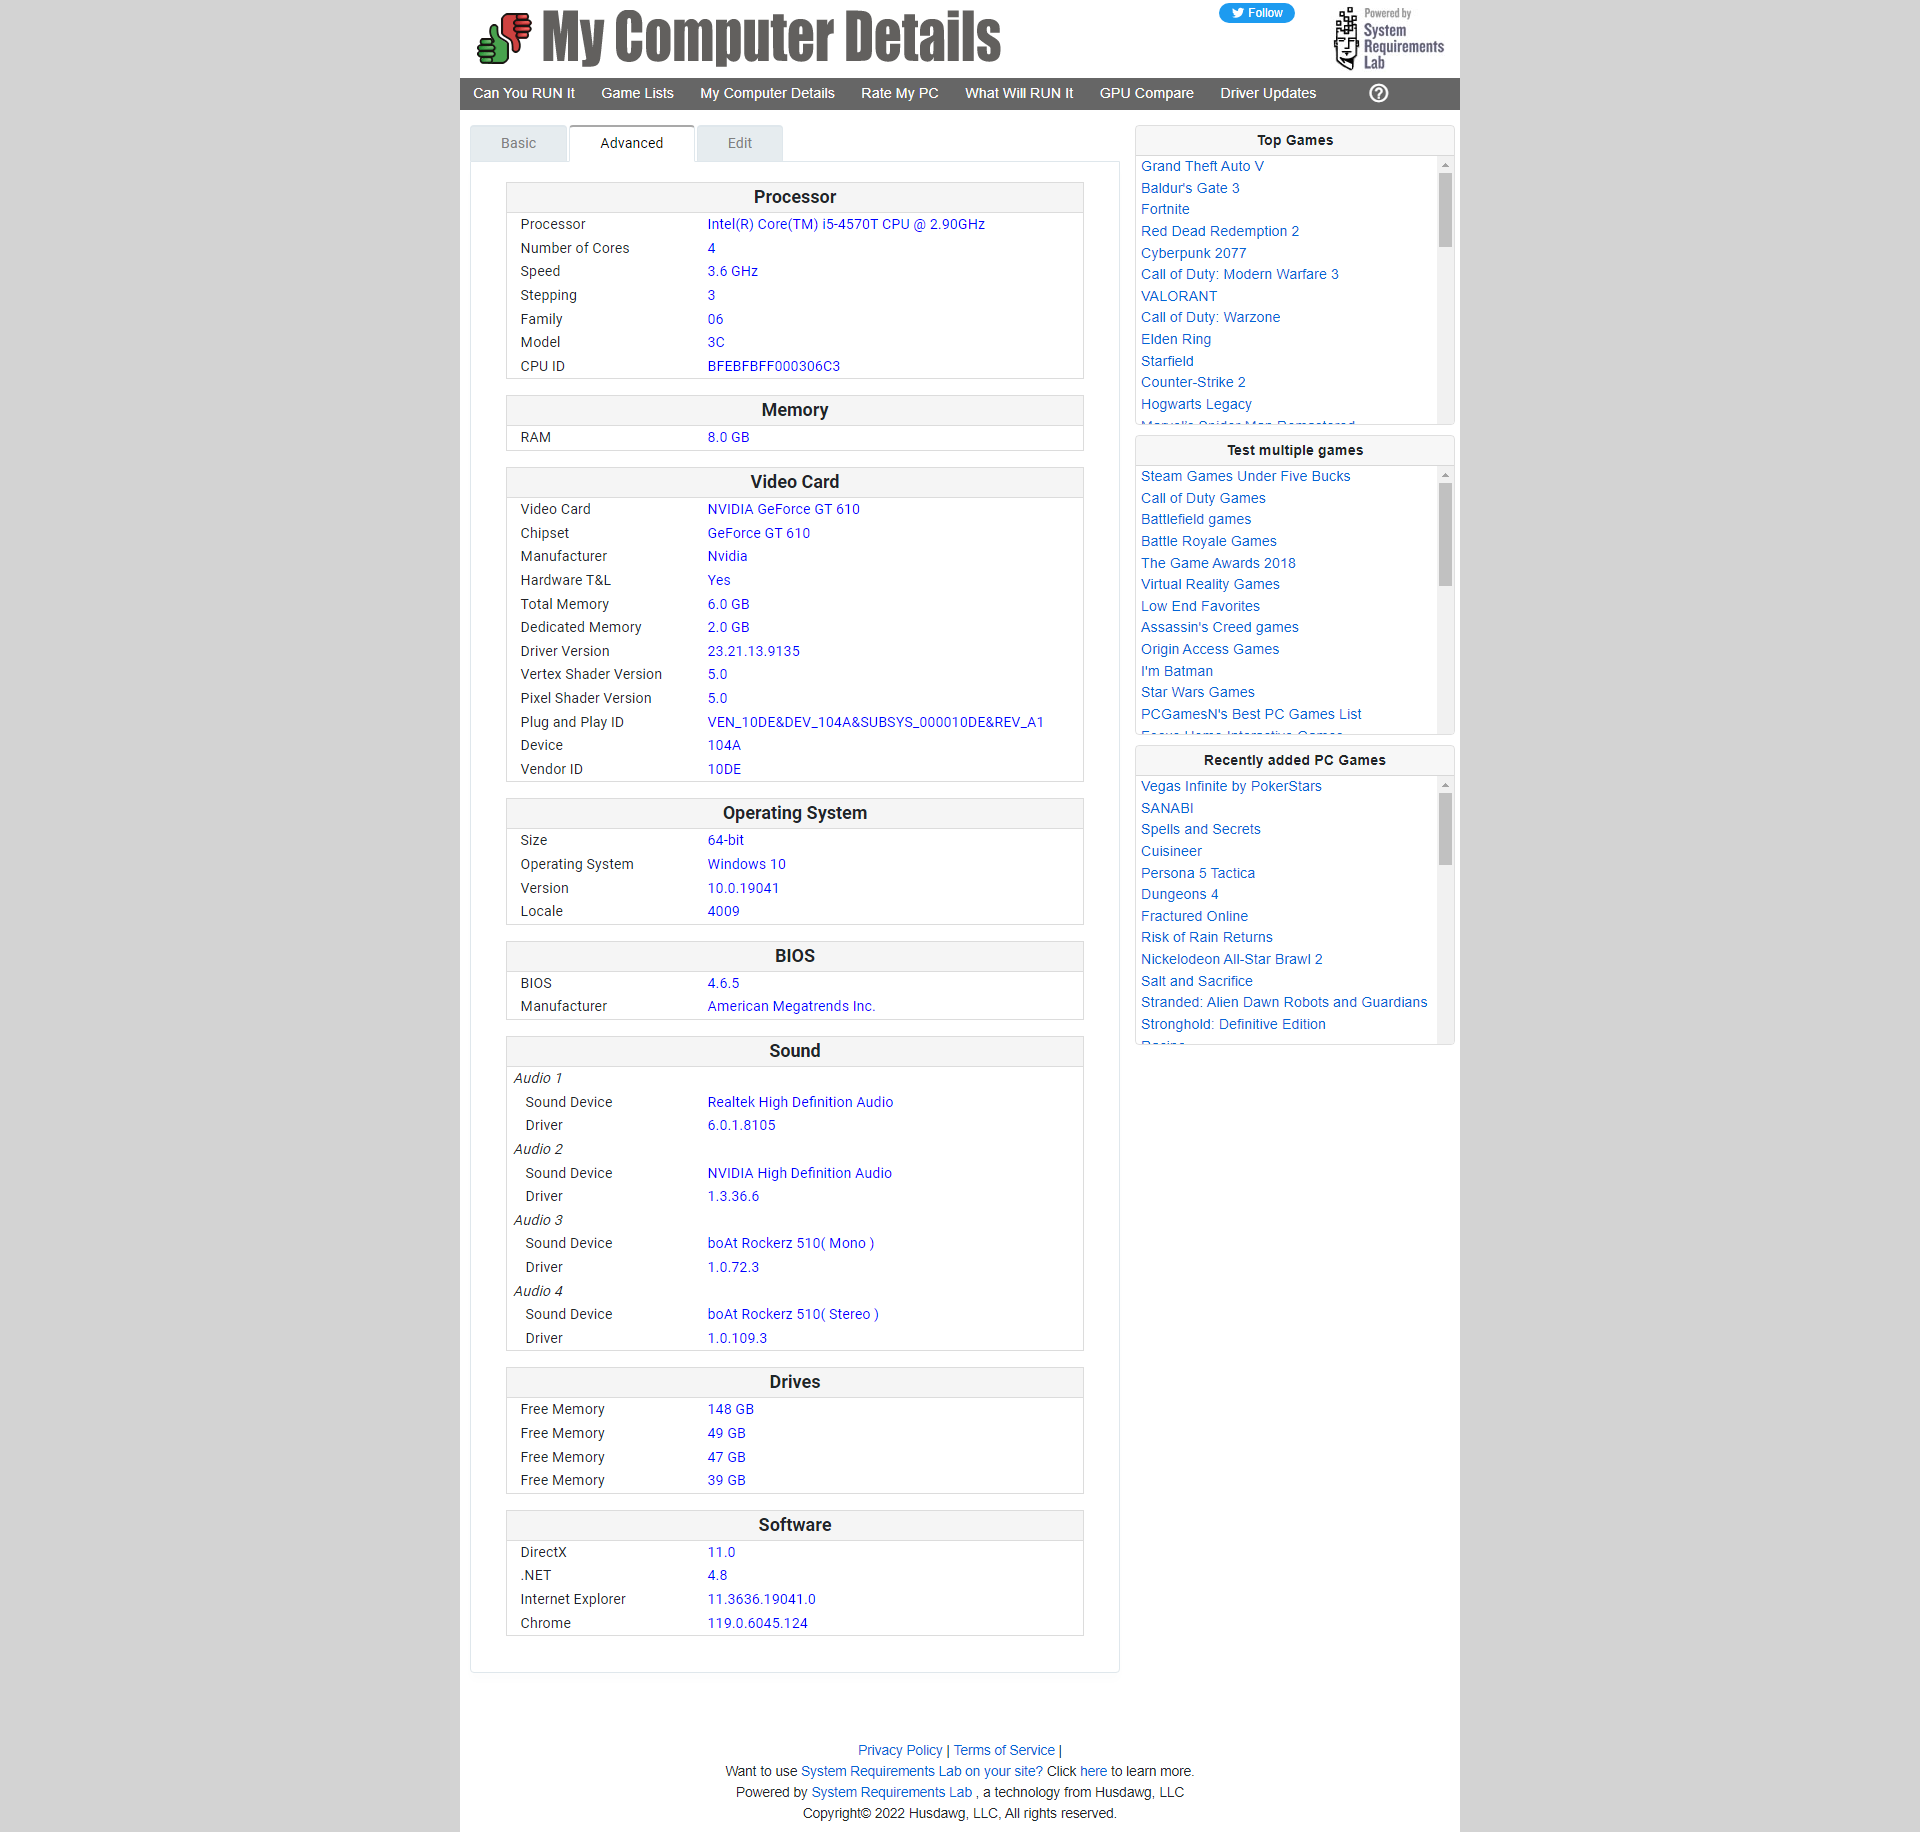 My Computer Details
Follow
Powered by
System
Requirements
Lab
Can You RUN It Game Lists My Computer Details Rate My PC What Will RUN It GPU Compare Driver Updates ?
Basic Advanced Edit
Processor
Processor Intel(R) Core(TM) i5-4570T CPU @ 2.90GHz
Number of Cores 4
Speed 3.6 GHz
Stepping 3
Family 06
Model 3C
CPU ID BFEBFBFF000306C3
Memory
RAM 8.0 GB
Video Card
Video Card NVIDIA GeForce GT 610
Chipset GeForce GT 610
Manufacturer Nvidia
Hardware T&L Yes
Total Memory 6.0 GB
Dedicated Memory 2.0 GB
Driver Version 23.21.13.9135
Vertex Shader Version 5.0
Pixel Shader Version 5.0
Plug and Play ID VEN_10DE&DEV_104A&SUBSYS_000010DE&REV_A1
Device 104A
Vendor ID 10DE
Operating System
Size 64-bit
Operating System Windows 10
Version 10.0.19041
Locale 4009
BIOS
BIOS 4.6.5
Manufacturer American Megatrends Inc.
Sound
Audio 1
Sound Device Realtek High Definition Audio
Driver 6.0.1.8105
Audio 2
Sound Device NVIDIA High Definition Audio
Driver 1.3.36.6
Audio 3
Sound Device boAt Rockerz 510( Mono )
Driver 1.0.72.3
Audio 4
Sound Device boAt Rockerz 510( Stereo )
Driver 1.0.109.3
Drives
Free Memory 148 GB
Free Memory 49 GB
Free Memory 47 GB
Free Memory 39 GB
Software
DirectX 11.0
.NET 4.8
Internet Explorer 11.3636.19041.0
Chrome 119.0.6045.124
Top Games
Grand Theft Auto V
Baldur's Gate 3
Fortnite
Red Dead Redemption 2
Cyberpunk 2077
Call of Duty: Modern Warfare 3
VALORANT
Call of Duty: Warzone
Elden Ring
Starfield
Counter-Strike 2
Hogwarts Legacy
Marvel's Spider-Man Remastered
Test multiple games
Steam Games Under Five Bucks
Call of Duty Games
Battlefield games
Battle Royale Games
The Game Awards 2018
Virtual Reality Games
Low End Favorites
Assassin's Creed games
Origin Access Games
I'm Batman
Star Wars Games
PCGamesN's Best PC Games List
Focus Home Interactive Games
Recently added PC Games
Vegas Infinite by PokerStars
SANABI
Spells and Secrets
Cuisineer
Persona 5 Tactica
Dungeons 4
Fractured Online
Risk of Rain Returns
Nickelodeon All-Star Brawl 2
Salt and Sacrifice
Stranded: Alien Dawn Robots and Guardians
Stronghold: Definitive Edition
Privacy Policy | Terms of Service |
Want to use System Requirements Lab on your site? Click here to learn more.
Powered by System Requirements Lab , a technology from Husdawg, LLC
Copyright© 2022 Husdawg, LLC, All rights reserved.